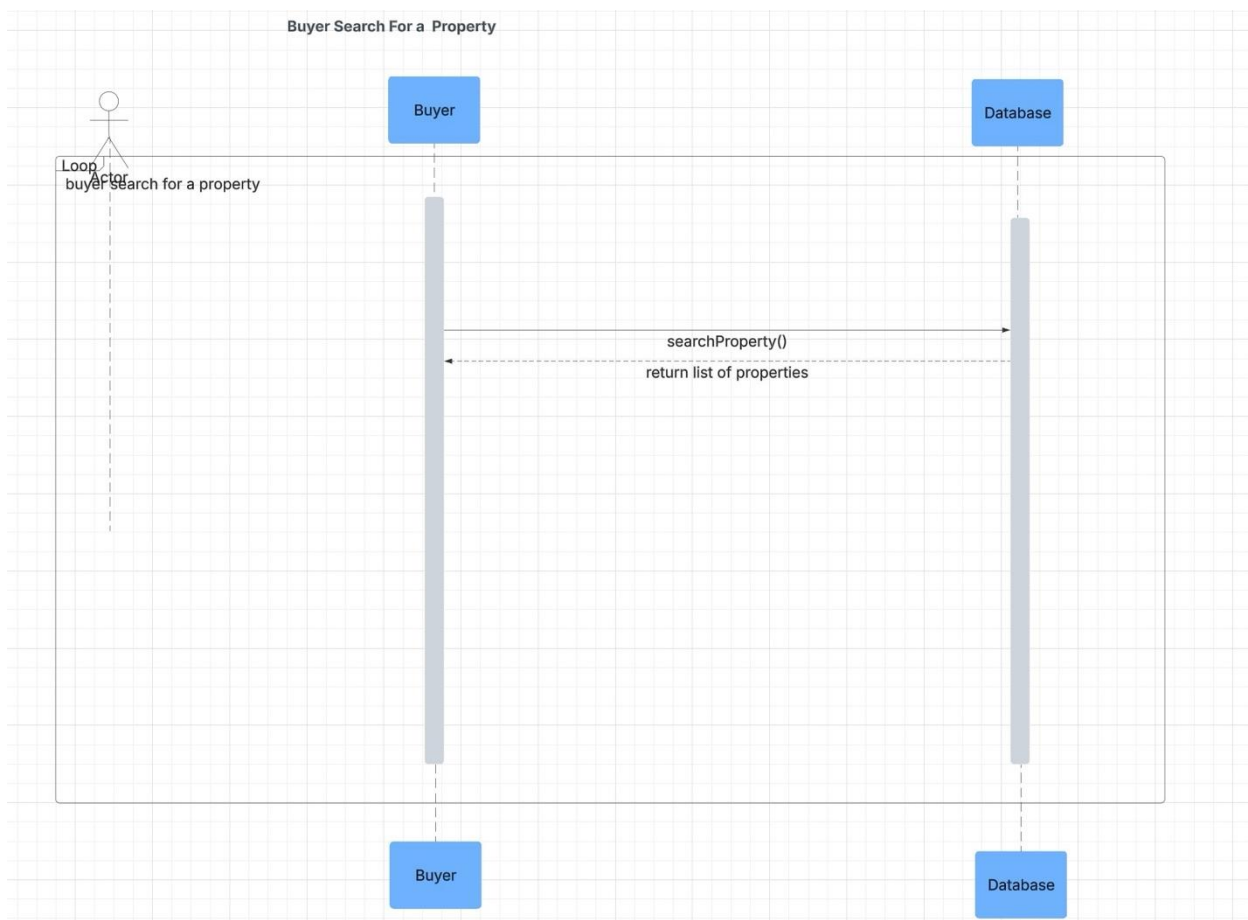 Buyer Search For a Property
Buyer
Database
Loop
Actor
buyer search for a property
searchProperty()
return list of properties
Buyer
Database